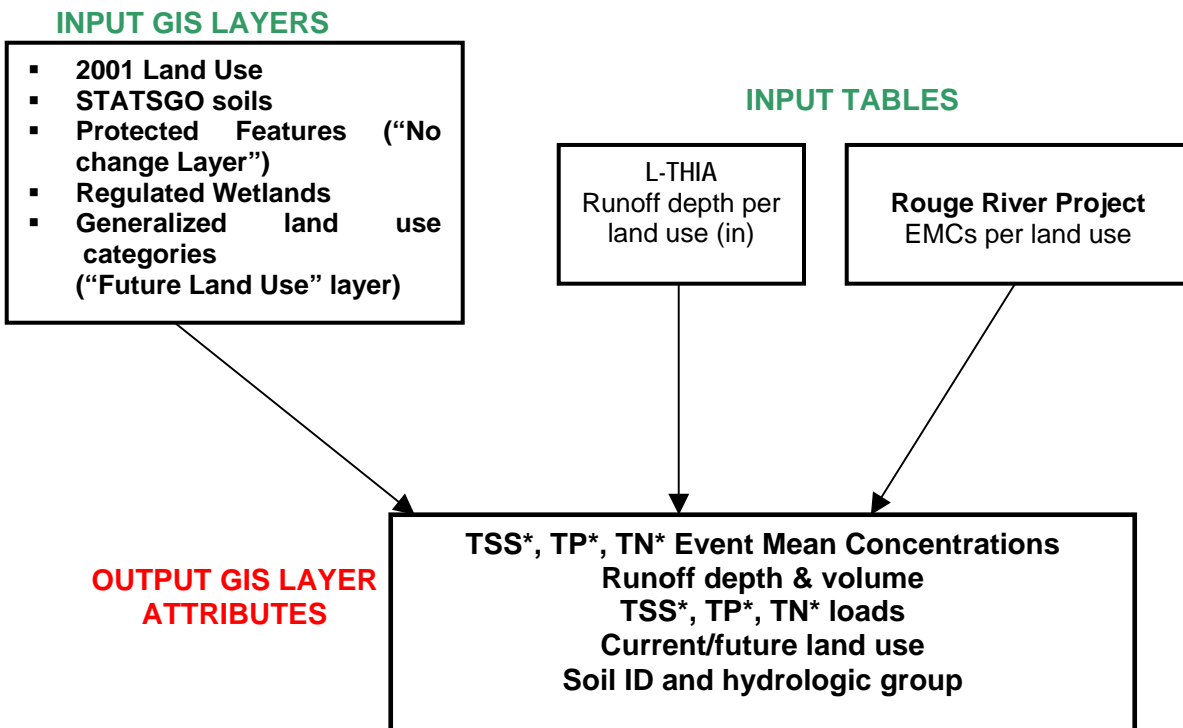 INPUT GIS LAYERS
▪ 2001 Land Use
▪ STATSGO soils
▪ Protected Features (“No
change Layer”)
▪ Regulated Wetlands
▪ Generalized land use
categories
(“Future Land Use” layer)
INPUT TABLES
L-THIA
Runoff depth per
land use (in)
Rouge River Project
EMCs per land use
OUTPUT GIS LAYER
ATTRIBUTES
TSS*, TP*, TN* Event Mean Concentrations
Runoff depth & volume
TSS*, TP*, TN* loads
Current/future land use
Soil ID and hydrologic group